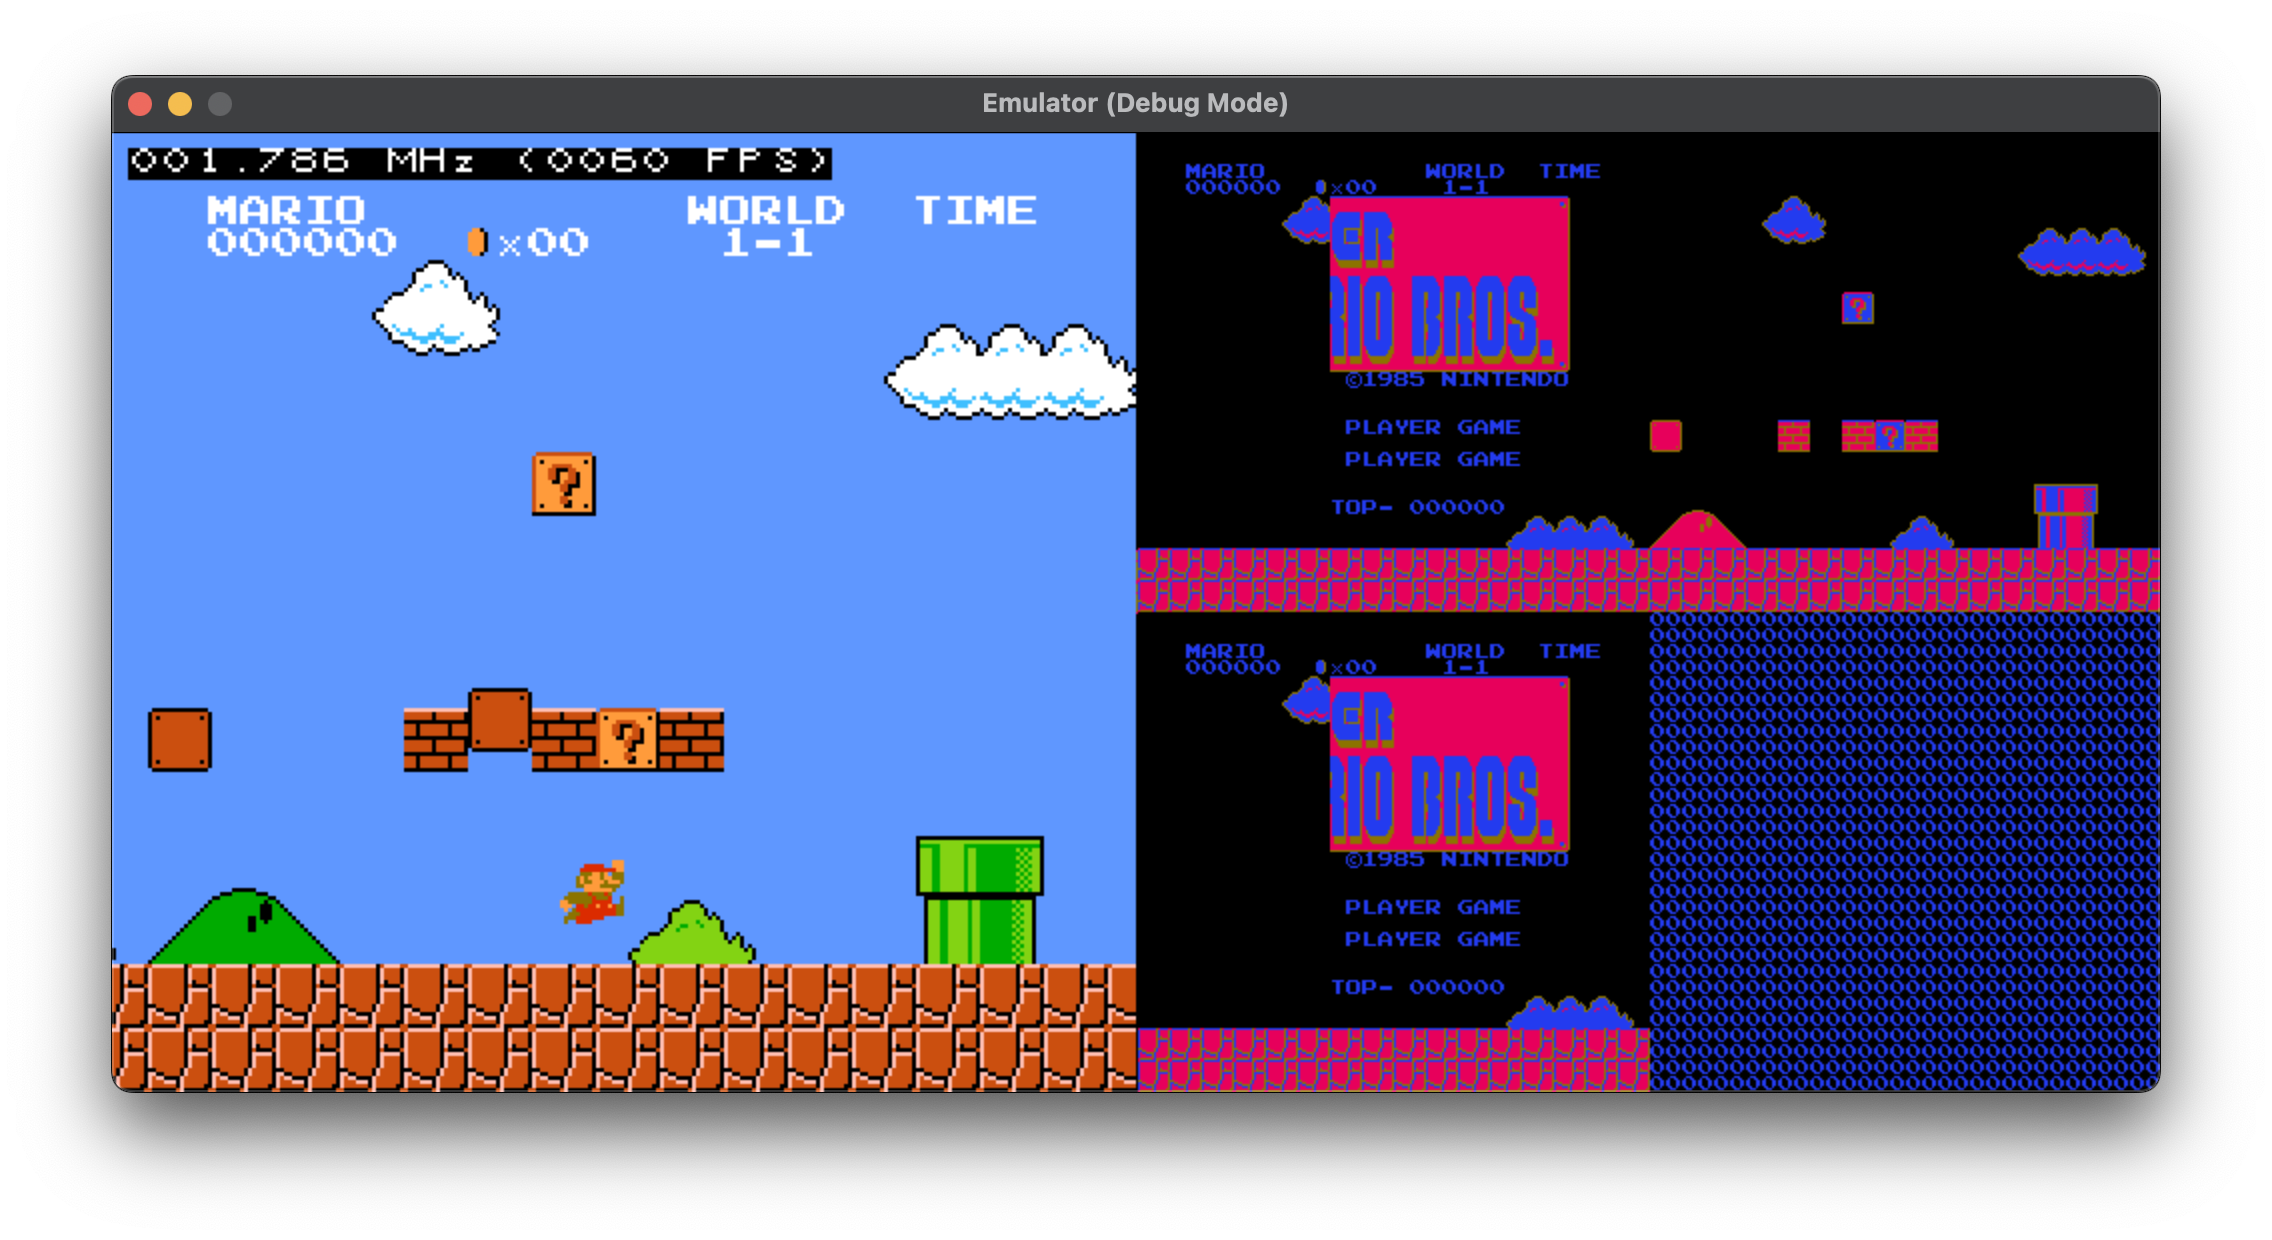 Emulator (Debug Mode)
001.786 MHz (0060 FPS)
MARIO WORLD TIME
000000 ×00 1-1
?
?
MARIO WORLD TIME
000000 ×00 1-1
ER
RIO BROS.
©1985 NINTENDO
PLAYER GAME
PLAYER GAME
TOP- 000000
?
?
MARIO WORLD TIME
000000 ×00 1-1
ER
RIO BROS.
©1985 NINTENDO
PLAYER GAME
PLAYER GAME
TOP- 000000